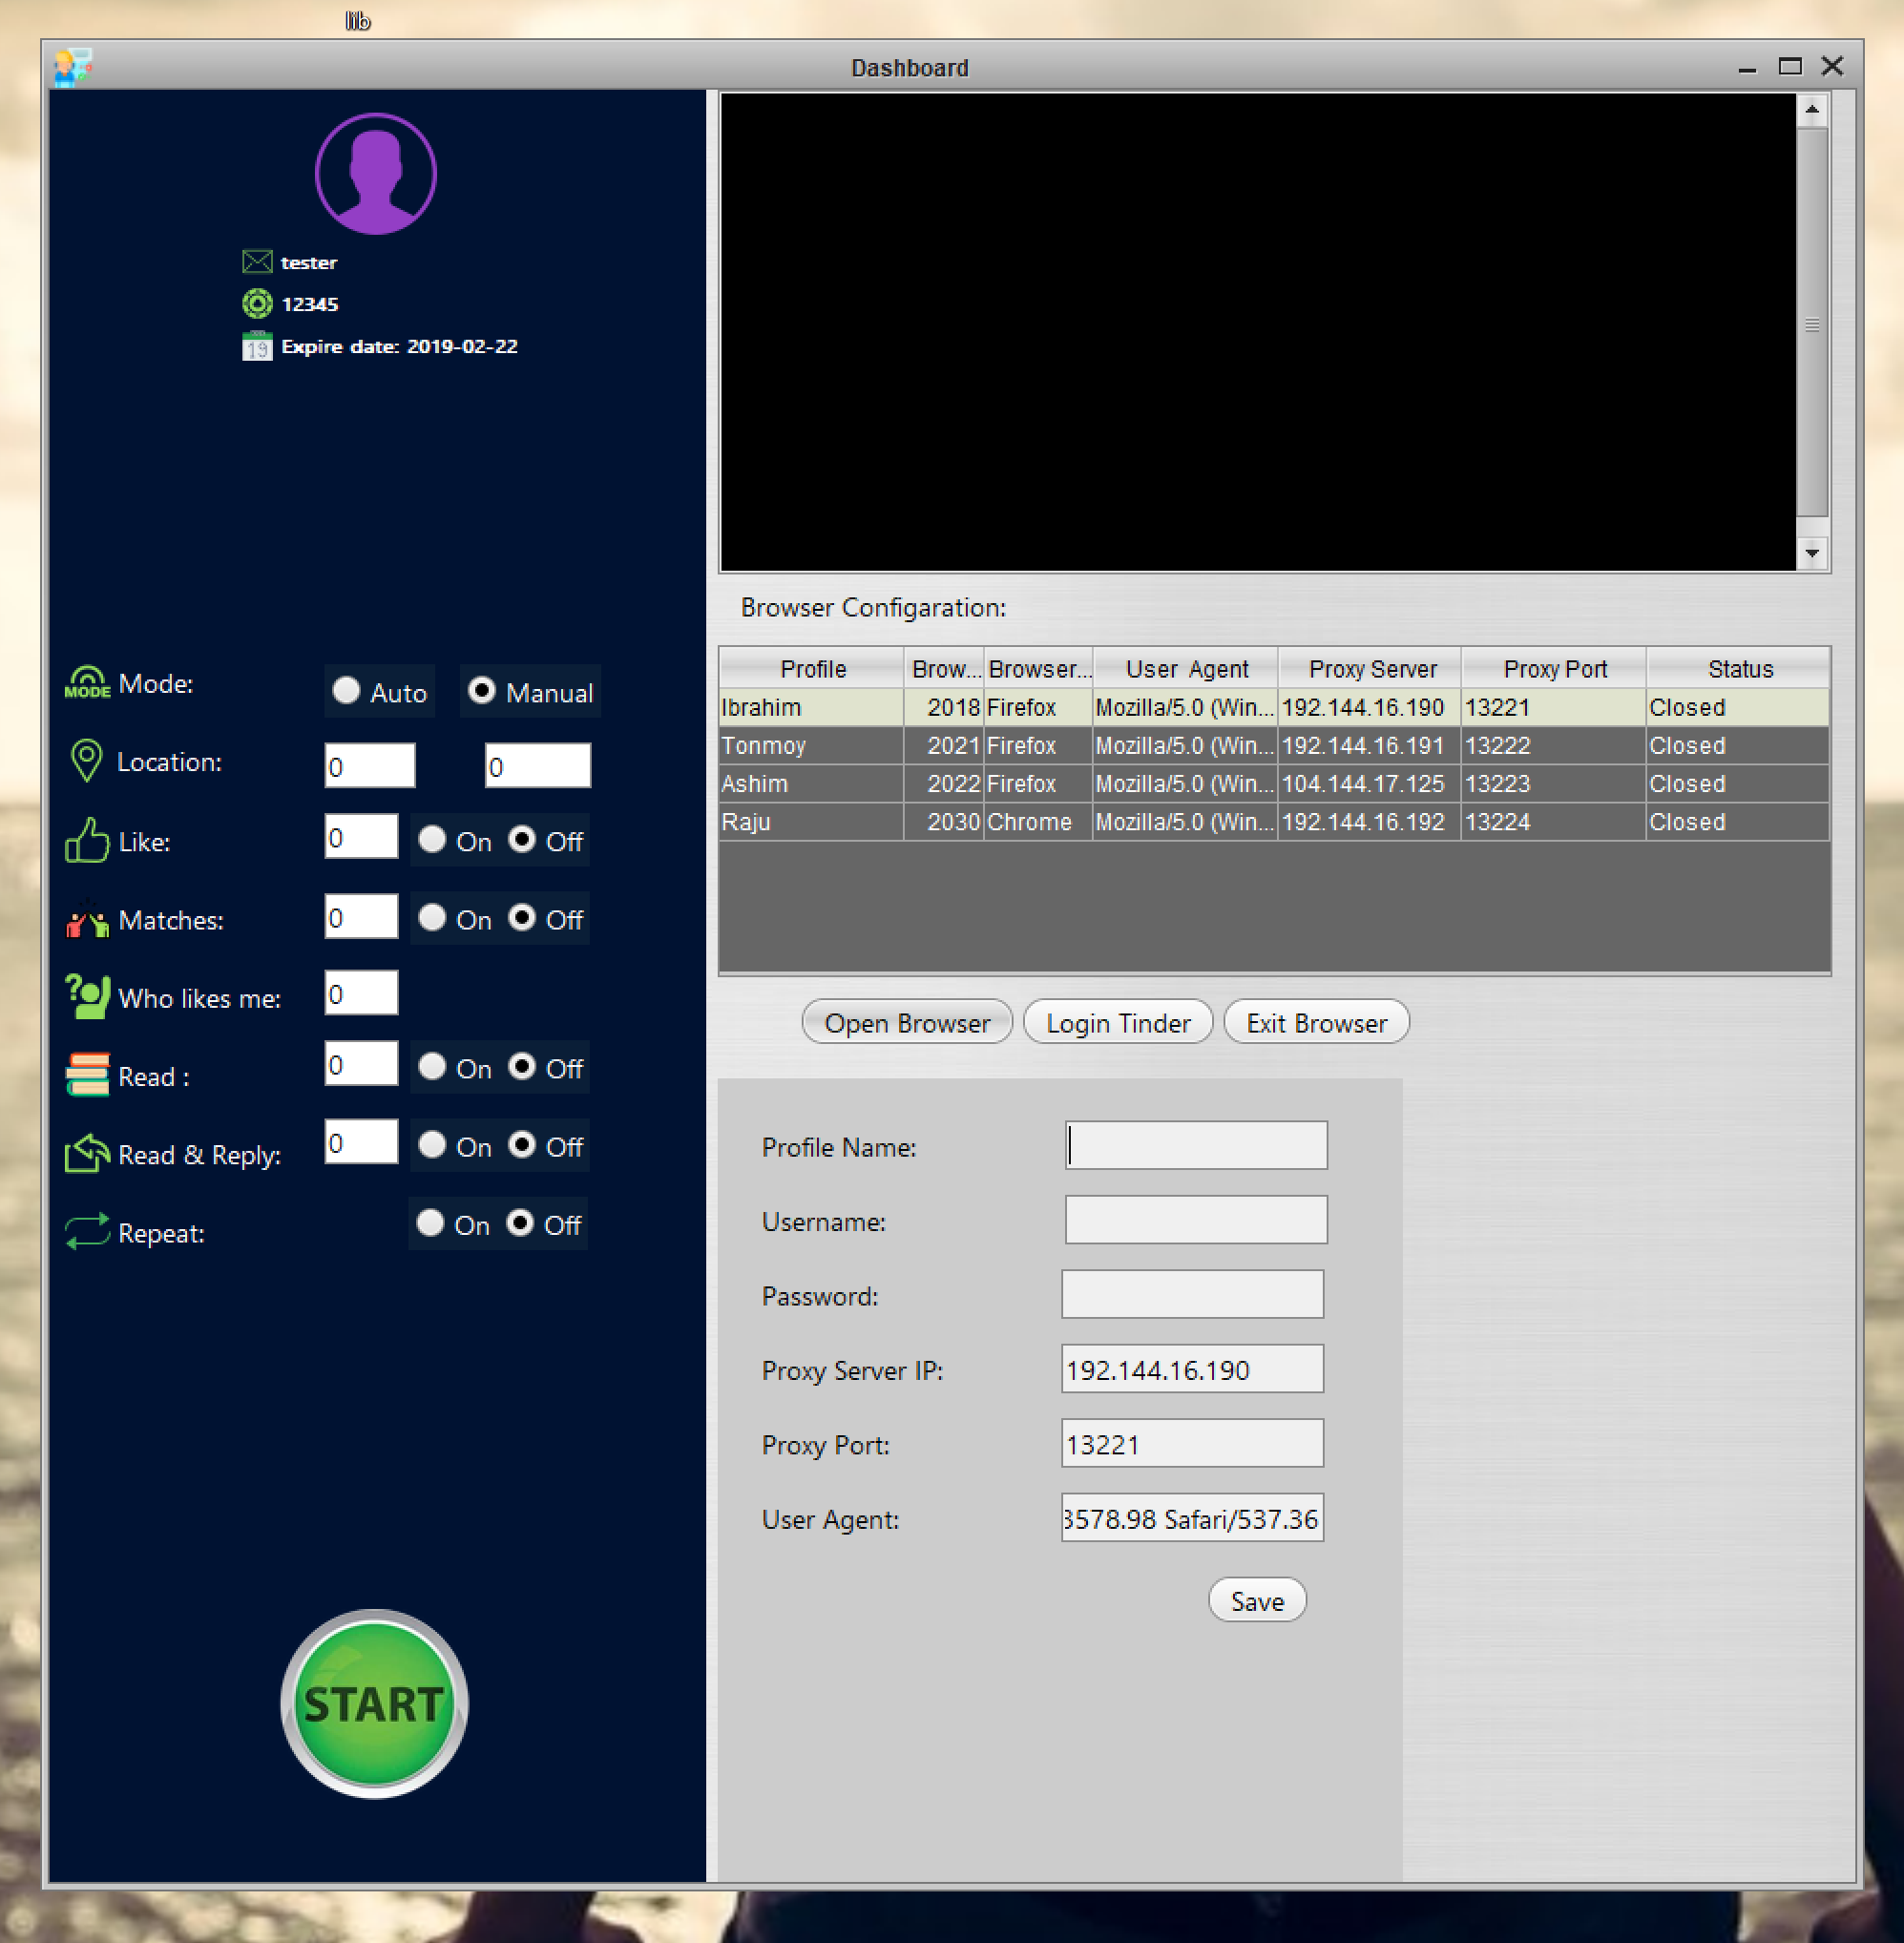 lib
Dashboard
tester
12345
19
Expire date: 2019-02-22
MODE Mode: Auto Manual
Location: 0 0
Like: 0 On Off
Matches: 0 On Off
? Who likes me: 0
Read : 0 On Off
Read & Reply: 0 On Off
Repeat: On Off
START
Browser Configaration:
Profile Brow... Browser... User Agent Proxy Server Proxy Port Status
Ibrahim 2018 Firefox Mozilla/5.0 (Win... 192.144.16.190 13221 Closed
Tonmoy 2021 Firefox Mozilla/5.0 (Win... 192.144.16.191 13222 Closed
Ashim 2022 Firefox Mozilla/5.0 (Win... 104.144.17.125 13223 Closed
Raju 2030 Chrome Mozilla/5.0 (Win... 192.144.16.192 13224 Closed
Open Browser Login Tinder Exit Browser
Profile Name:
Username:
Password:
Proxy Server IP: 192.144.16.190
Proxy Port: 13221
User Agent: 3578.98 Safari/537.36
Save